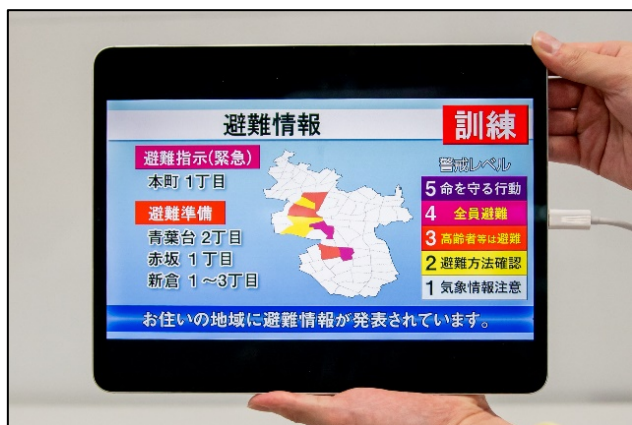 避難情報
訓練
避難指示(緊急)
本町 1丁目
避難準備
青葉台 2丁目
赤坂 1丁目
新倉 1～3丁目
警戒レベル
5 命を守る行動
4 全員避難
3 高齢者等は避難
2 避難方法確認
1 気象情報注意
お住いの地域に避難情報が発表されています。